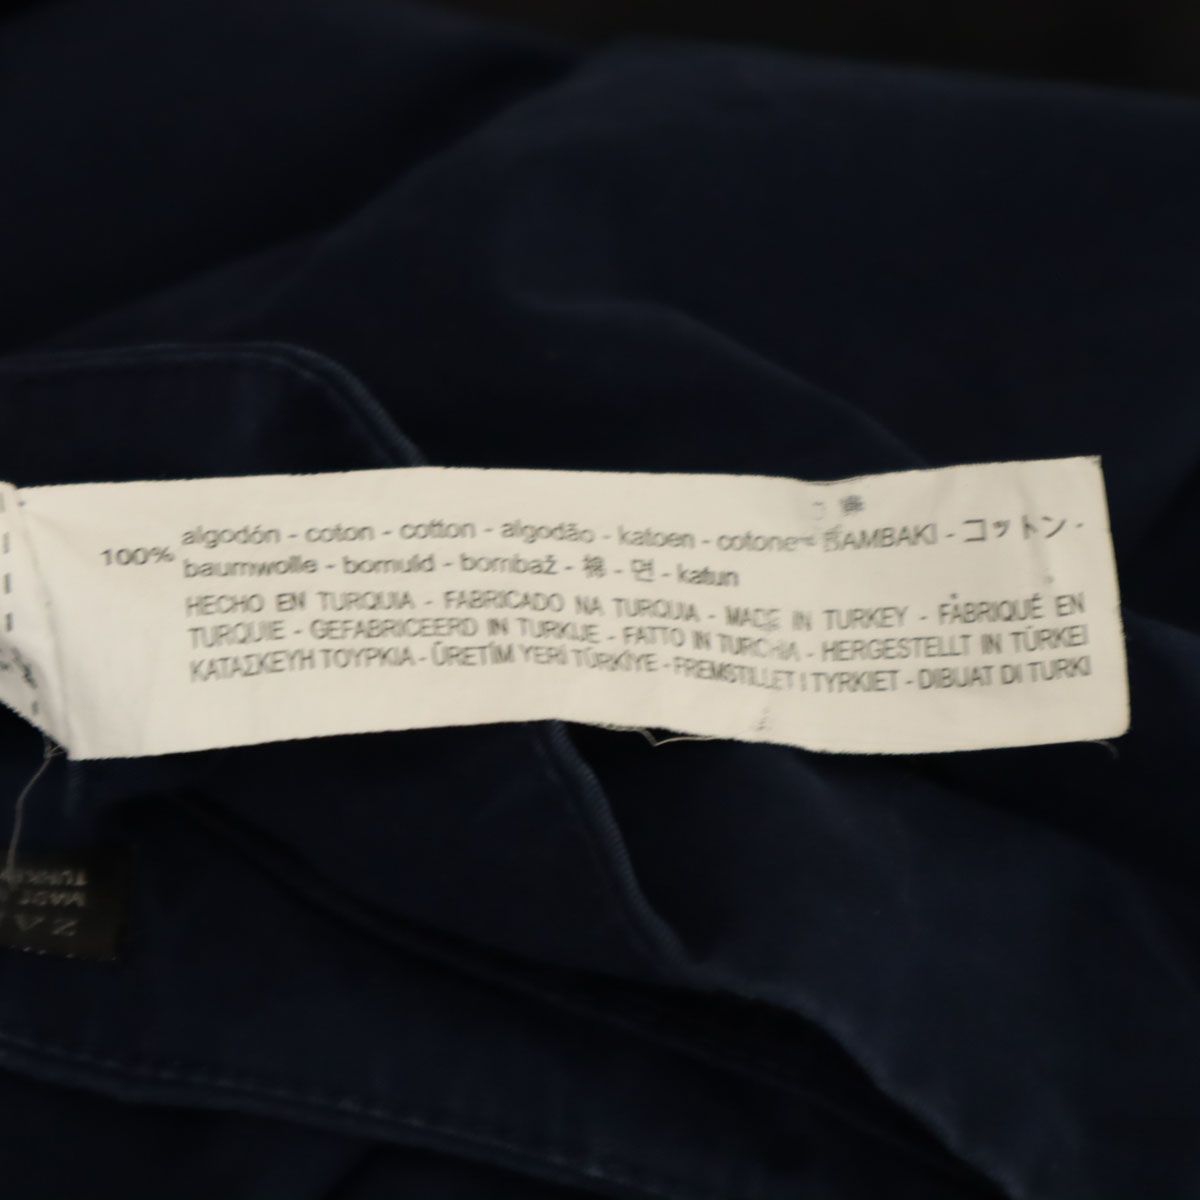 100% algodón - coton - cotton - algodão - katoen - cotone - BAMBAKI - コットン -
baumwolle - bomuld - bombaž - 棉 - 면 - katun
HECHO EN TURQUIA - FABRICADO NA TURQUIA - MADE IN TURKEY - FABRIQUÉ EN
TURQUIE - GEFABRICEERD IN TURKIJE - FATTO IN TURCHIA - HERGESTELLT IN TÜRKEI
ΚΑΤΑΣΚΕΥΗ ΤΟΥΡΚΙΑ - ÜRETİM YERİ TÜRKİYE - FREMSTILLET I TYRKIET - DIBUAT DI TURKI